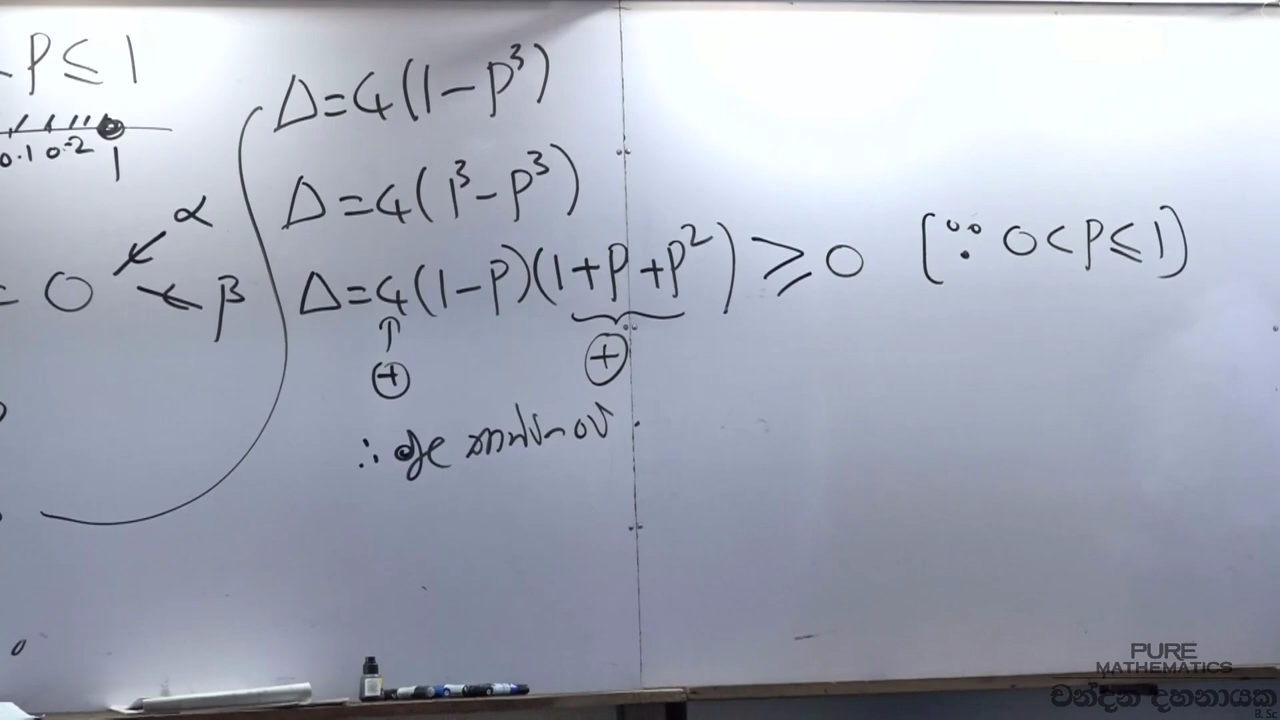 P ≤ 1
0.1 0.2 1
α
= 0
β
Δ = 4(1 - p³)
Δ = 4(1³ - p³)
Δ = 4(1 - p)(1 + p + p²) ≥ 0 (∵ 0 < p ≤ 1)
↑
+ +
∴ මූල තාත්වික වේ.
PURE
MATHEMATICS
චන්දන දහනායක
B.Sc